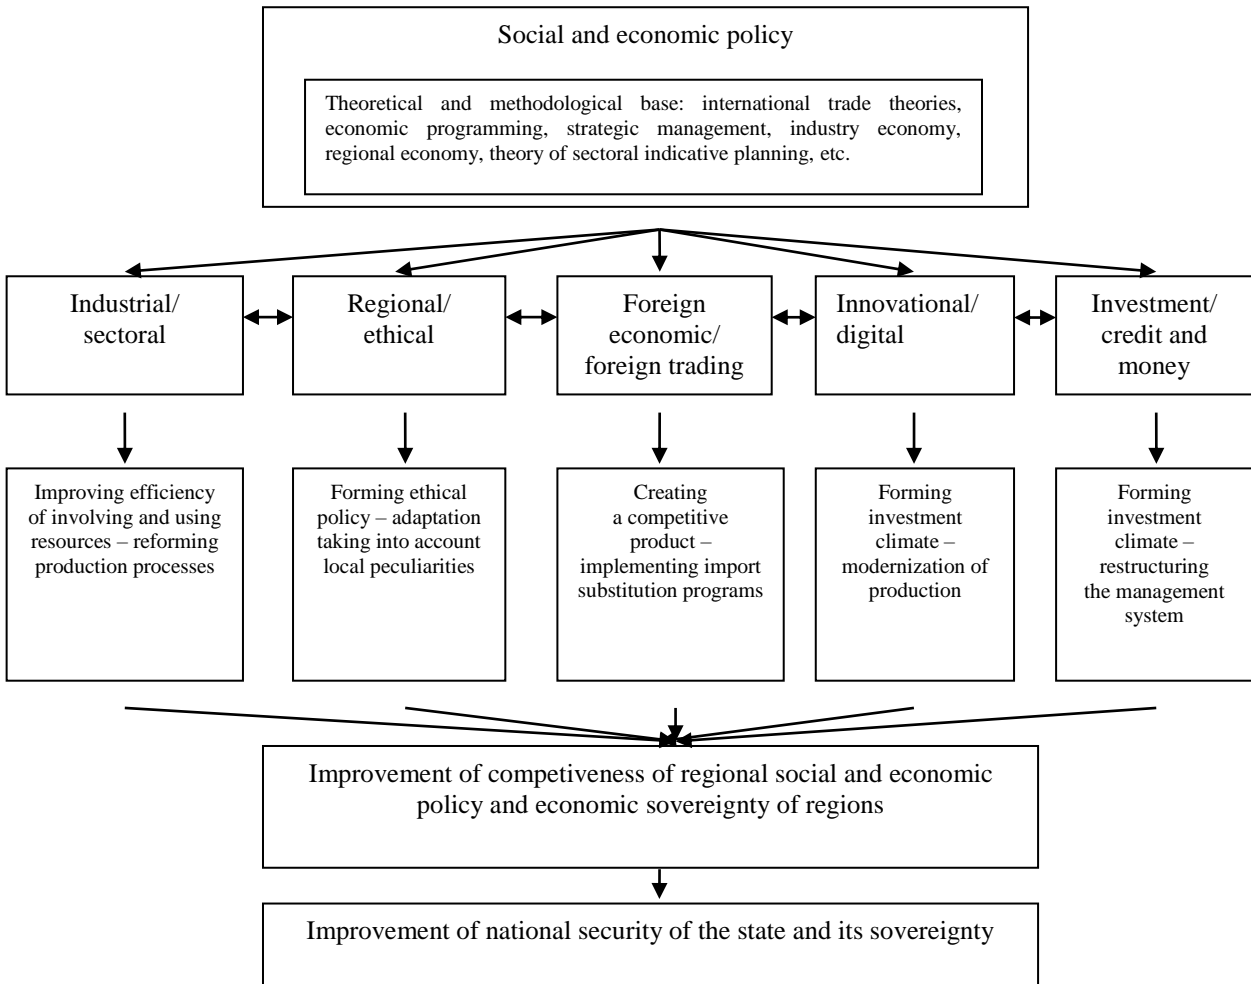 Social and economic policy
Theoretical and methodological base: international trade theories,
economic programming, strategic management, industry economy,
regional economy, theory of sectoral indicative planning, etc.
Industrial/
sectoral
Regional/
ethical
Foreign
economic/
foreign trading
Innovational/
digital
Investment/
credit and
money
Improving efficiency
of involving and using
resources – reforming
production processes
Forming ethical
policy – adaptation
taking into account
local peculiarities
Creating
a competitive
product –
implementing import
substitution programs
Forming
investment
climate –
modernization of
production
Forming
investment
climate –
restructuring
the management
system
Improvement of competiveness of regional social and economic
policy and economic sovereignty of regions
Improvement of national security of the state and its sovereignty